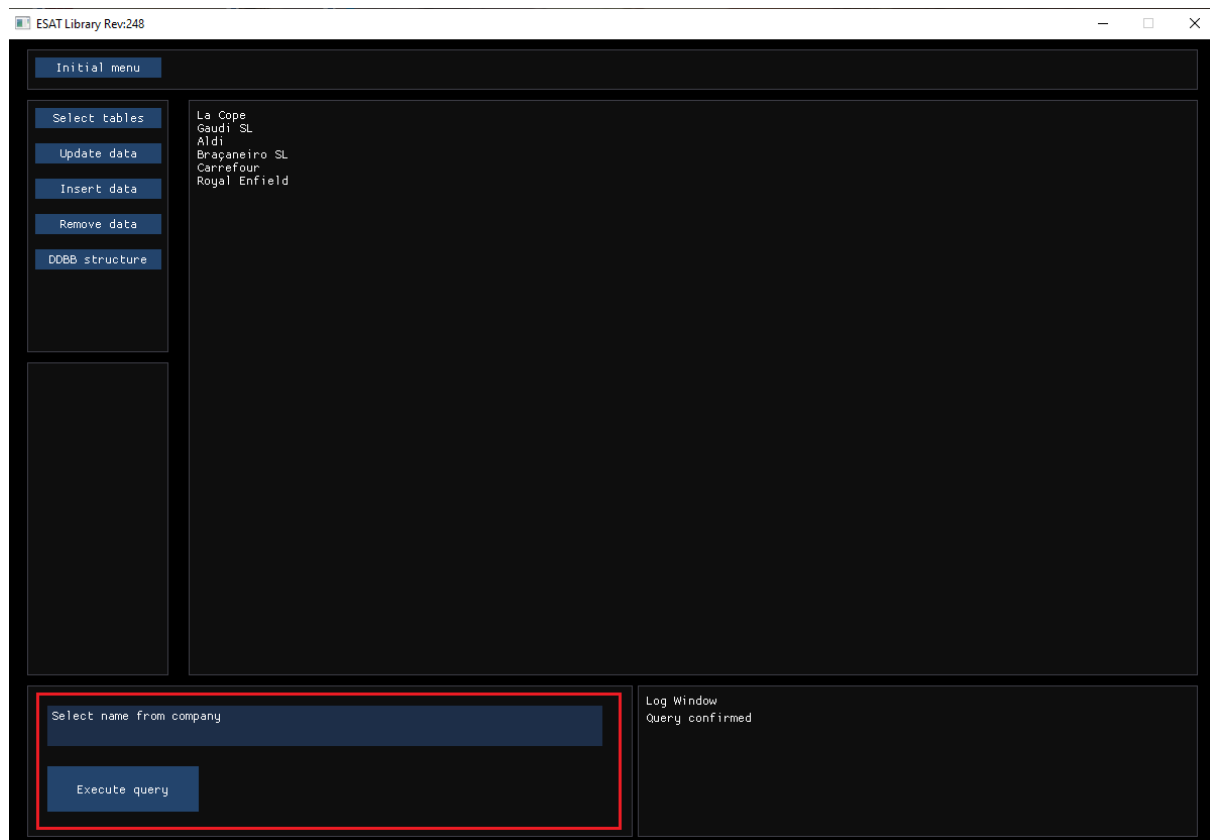 ESAT Library Rev:248
Initial menu
Select tables
Update data
Insert data
Remove data
DDBB structure
La Cope
Gaudí SL
Aldi
Braçaneiro SL
Carrefour
Royal Enfield
Select name from company
Execute query
Log Window
Query confirmed